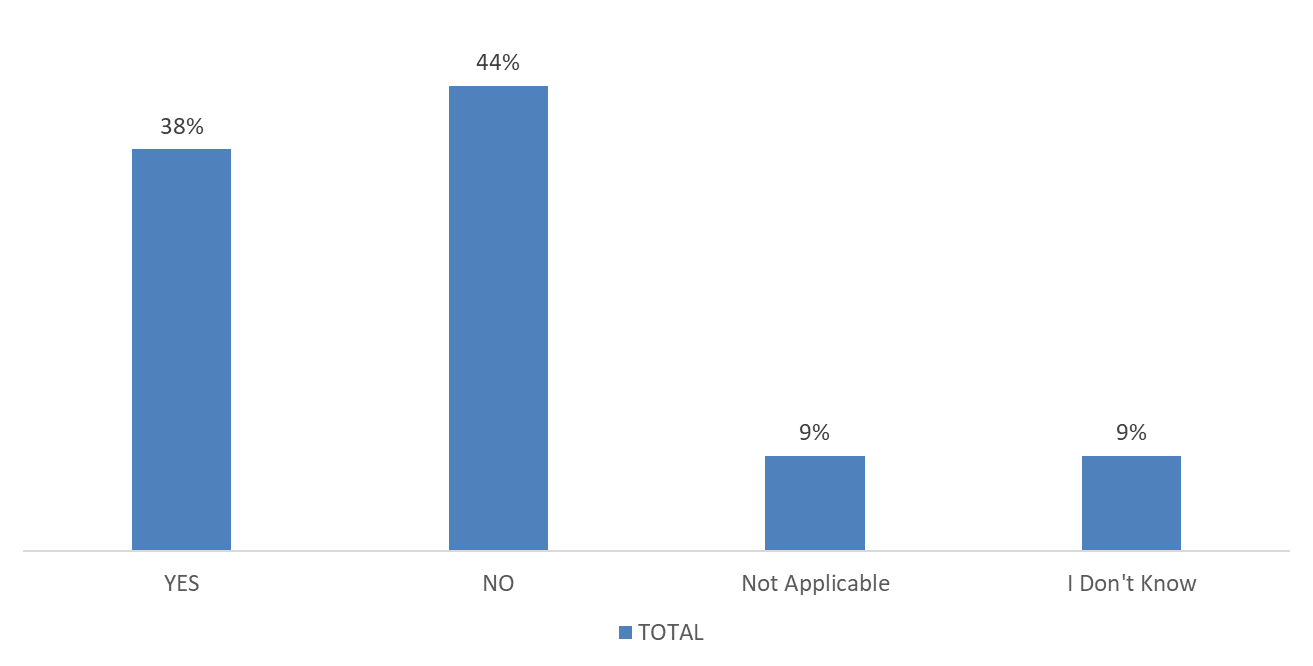 44%
38%
9%
9%
YES
NO
Not Applicable
I Don't Know
TOTAL